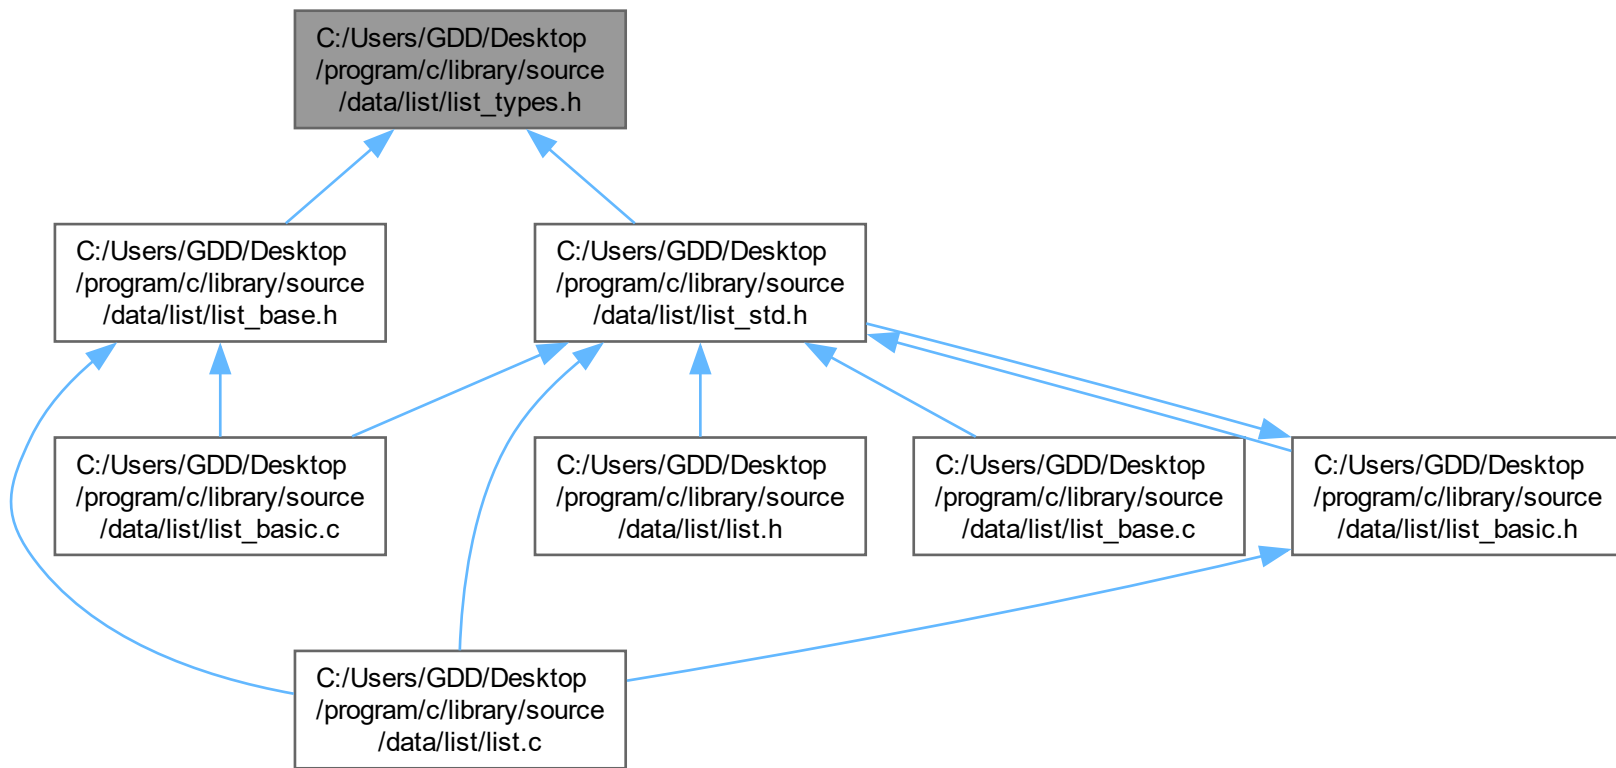 C:/Users/GDD/Desktop
/program/c/library/source
/data/list/list_types.h
C:/Users/GDD/Desktop
/program/c/library/source
/data/list/list_base.h
C:/Users/GDD/Desktop
/program/c/library/source
/data/list/list_std.h
C:/Users/GDD/Desktop
/program/c/library/source
/data/list/list_basic.c
C:/Users/GDD/Desktop
/program/c/library/source
/data/list/list.h
C:/Users/GDD/Desktop
/program/c/library/source
/data/list/list_base.c
C:/Users/GDD/Desktop
/program/c/library/source
/data/list/list_basic.h
C:/Users/GDD/Desktop
/program/c/library/source
/data/list/list.c